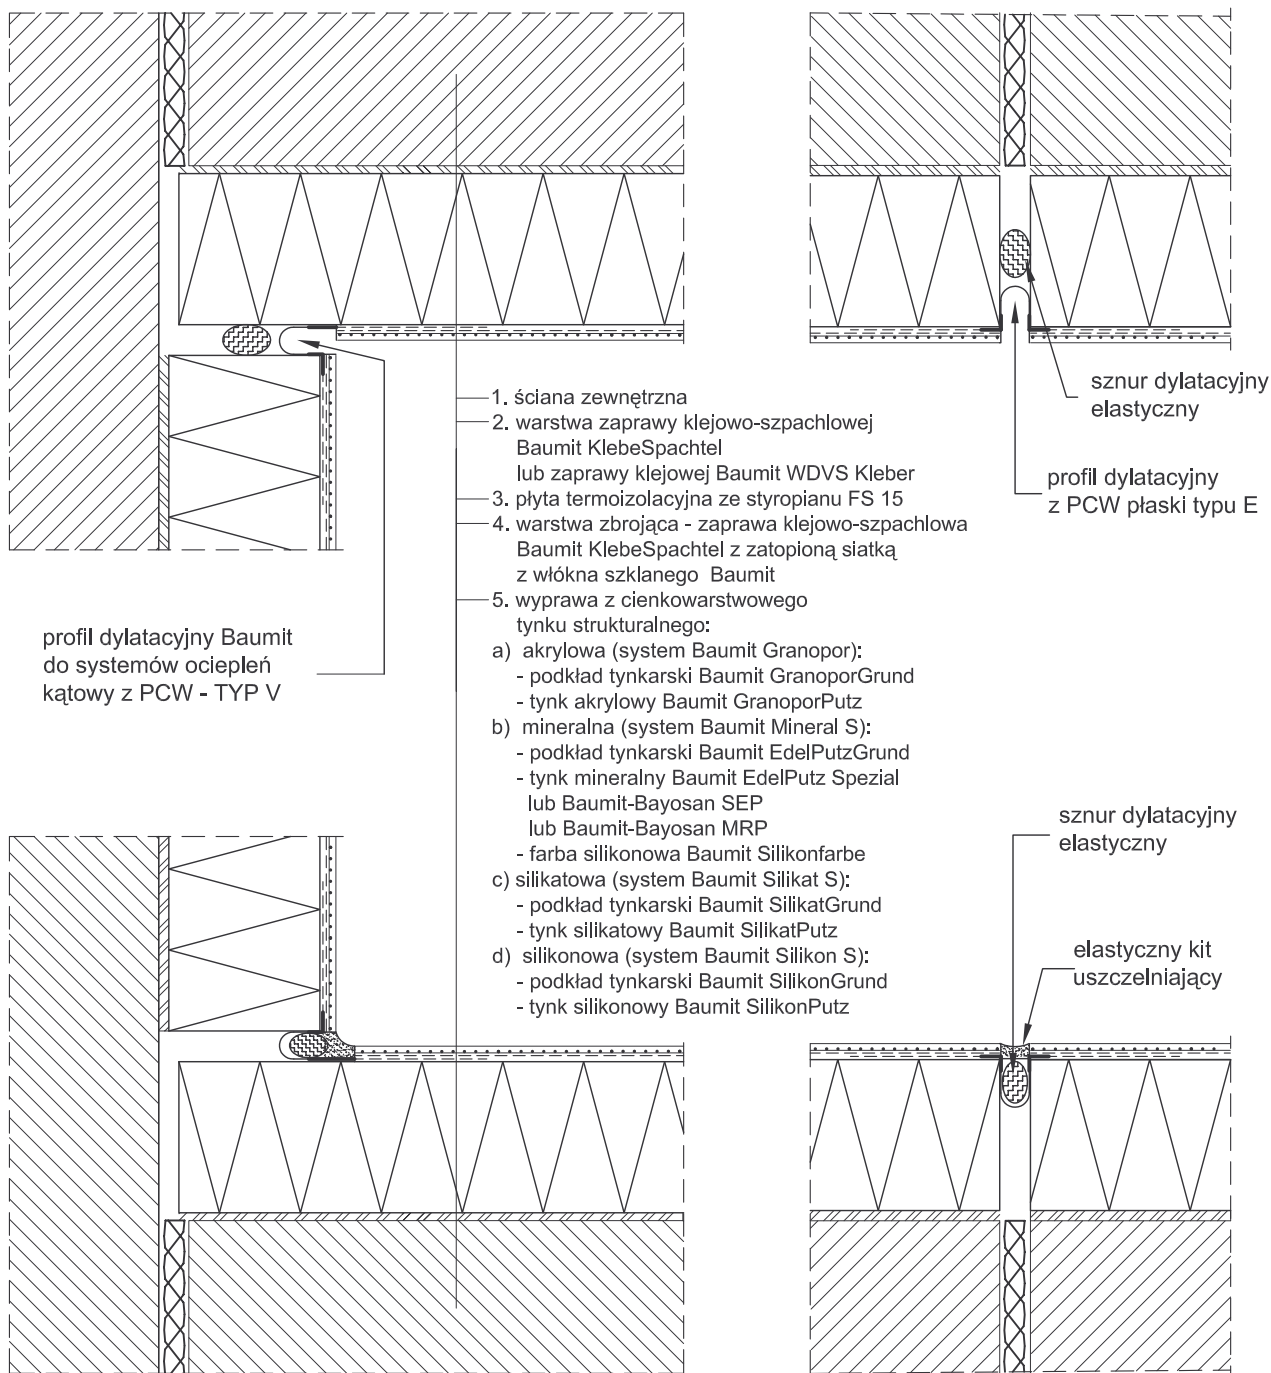 1. ściana zewnętrzna
2. warstwa zaprawy klejowo-szpachlowej
Baumit KlebeSpachtel
lub zaprawy klejowej Baumit WDVS Kleber
3. płyta termoizolacyjna ze styropianu FS 15
4. warstwa zbrojąca - zaprawa klejowo-szpachlowa
Baumit KlebeSpachtel z zatopioną siatką
z włókna szklanego Baumit
5. wyprawa z cienkowarstwowego
tynku strukturalnego:
a) akrylowa (system Baumit Granopor):
- podkład tynkarski Baumit GranoporGrund
- tynk akrylowy Baumit GranoporPutz
b) mineralna (system Baumit Mineral S):
- podkład tynkarski Baumit EdelPutzGrund
- tynk mineralny Baumit EdelPutz Spezial
lub Baumit-Bayosan SEP
lub Baumit-Bayosan MRP
- farba silikonowa Baumit Silikonfarbe
c) silikatowa (system Baumit Silikat S):
- podkład tynkarski Baumit SilikatGrund
- tynk silikatowy Baumit SilikatPutz
d) silikonowa (system Baumit Silikon S):
- podkład tynkarski Baumit SilikonGrund
- tynk silikonowy Baumit SilikonPutz
profil dylatacyjny Baumit
do systemów ociepleń
kątowy z PCW - TYP V
sznur dylatacyjny
elastyczny
profil dylatacyjny
z PCW płaski typu E
sznur dylatacyjny
elastyczny
elastyczny kit
uszczelniający